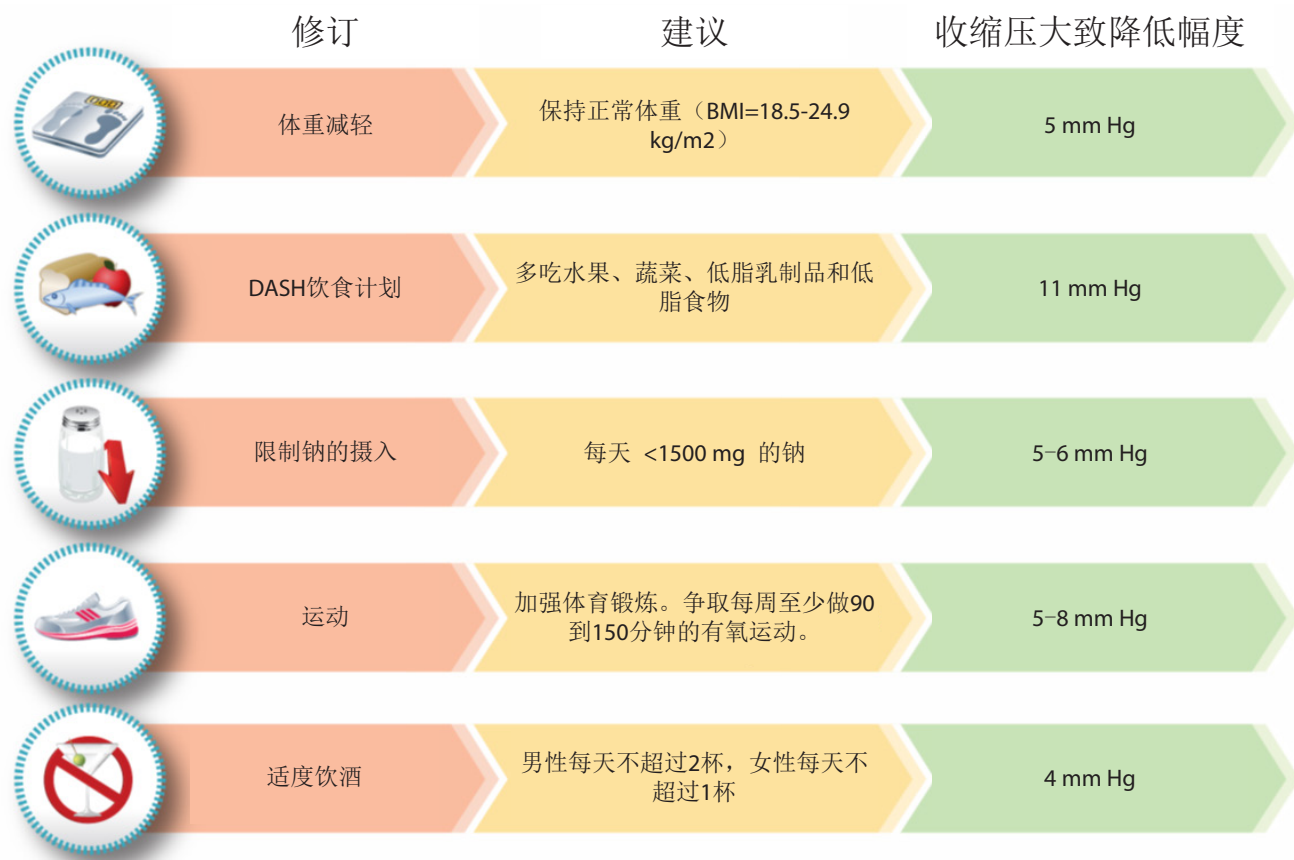 修订 建议 收缩压大致降低幅度
体重减轻
保持正常体重（BMI=18.5-24.9
kg/m2）
5 mm Hg
DASH饮食计划
多吃水果、蔬菜、低脂乳制品和低
脂食物
11 mm Hg
限制钠的摄入
每天 <1500 mg 的钠
5–6 mm Hg
运动
加强体育锻炼。争取每周至少做90
到150分钟的有氧运动。
5–8 mm Hg
适度饮酒
男性每天不超过2杯，女性每天不
超过1杯
4 mm Hg